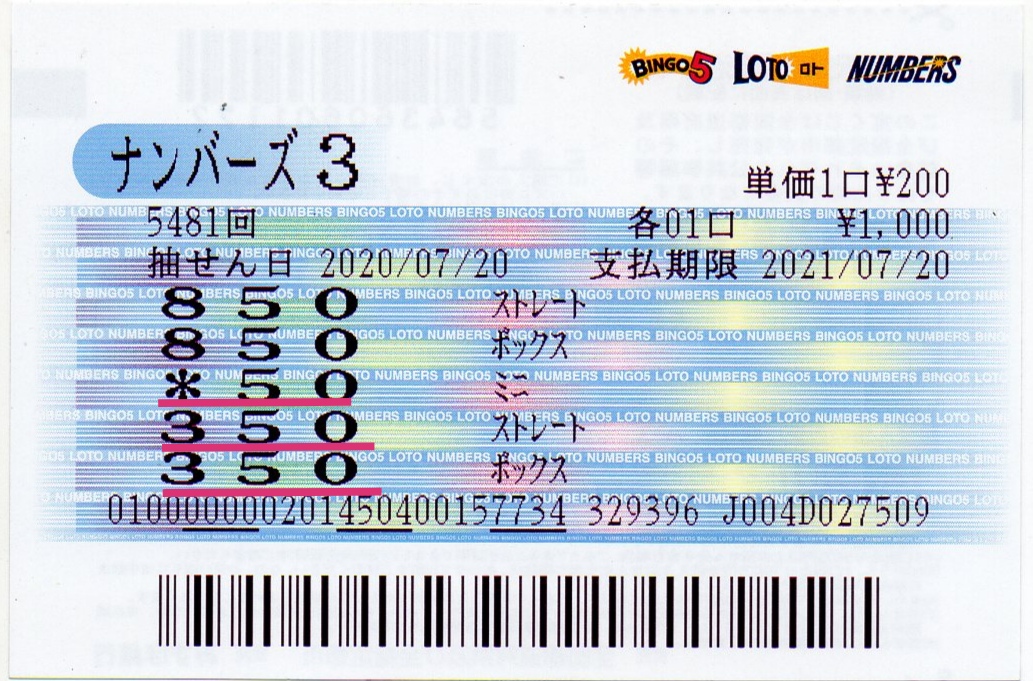 BINGO5 LOTO ロト NUMBERS
ナンバーズ3
単価1口¥200
5481回 各01口 ¥1,000
抽せん日 2020/07/20 支払期限 2021/07/20
850 ストレート
850 ボックス
*50 ミニ
350 ストレート
350 ボックス
010000000201450400157734 329396 J004D027509